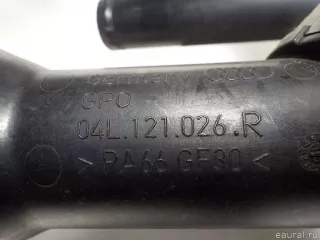 Germany
GPO
04L.121.026.R
>PA66 GF30<
eaural.ru